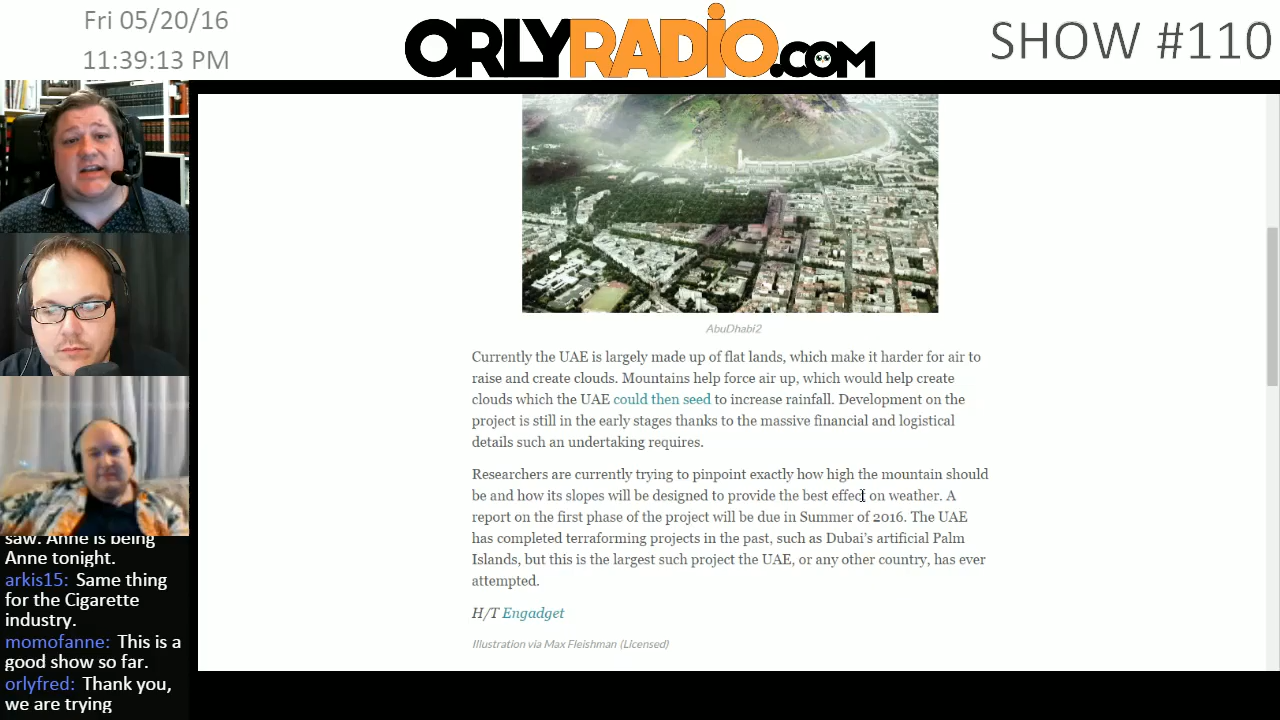 Fri 05/20/16
11:39:13 PM
ORLYRADIO.COM
SHOW #110
AbuDhabi2
Currently the UAE is largely made up of flat lands, which make it harder for air to
raise and create clouds. Mountains help force air up, which would help create
clouds which the UAE could then seed to increase rainfall. Development on the
project is still in the early stages thanks to the massive financial and logistical
details such an undertaking requires.
Researchers are currently trying to pinpoint exactly how high the mountain should
be and how its slopes will be designed to provide the best effect on weather. A
report on the first phase of the project will be due in Summer of 2016. The UAE
has completed terraforming projects in the past, such as Dubai's artificial Palm
Islands, but this is the largest such project the UAE, or any other country, has ever
attempted.
H/T Engadget
Illustration via Max Fleishman (Licensed)
saw. Anne is being
Anne tonight.
arkis15: Same thing
for the Cigarette
industry.
momofanne: This is a
good show so far.
orlyfred: Thank you,
we are trying